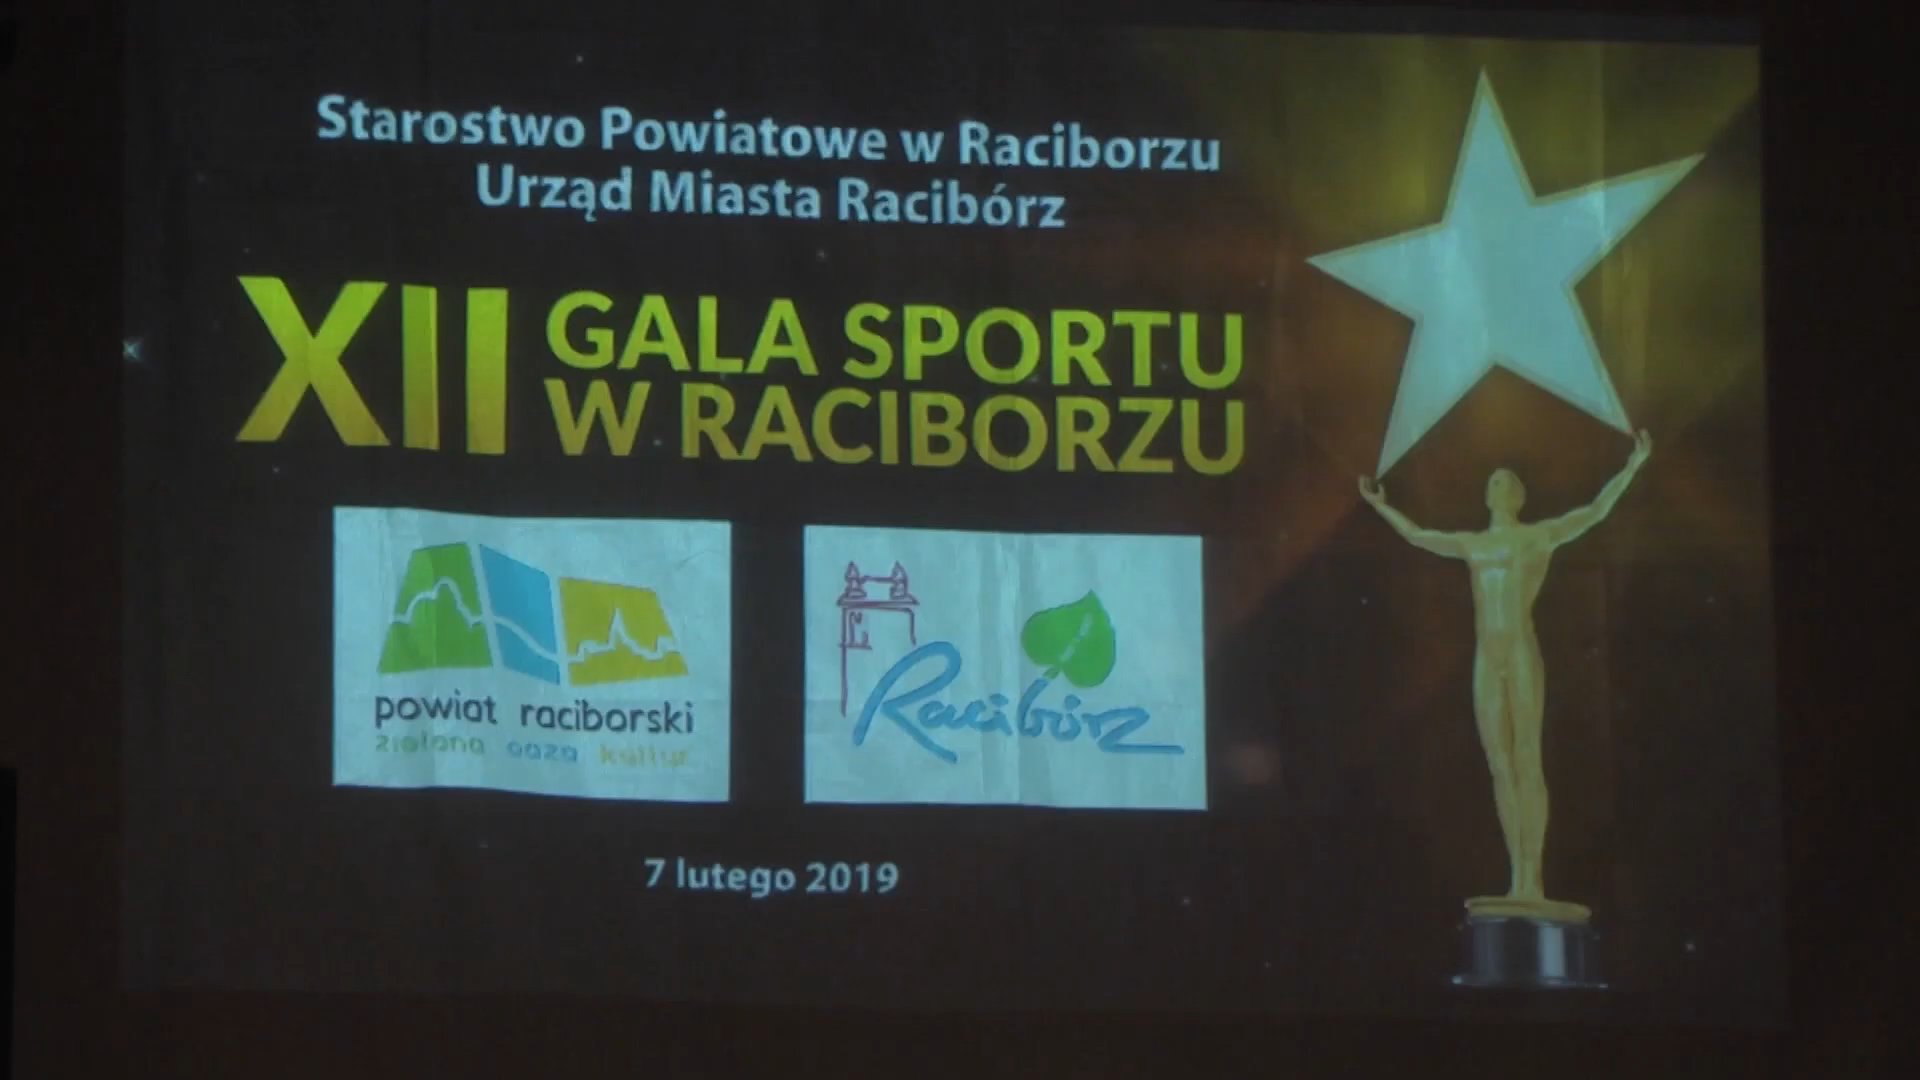 Starostwo Powiatowe w Raciborzu
Urząd Miasta Racibórz
XII GALA SPORTU
W RACIBORZU
powiat raciborski
zielona oaza kultur
Racibórz
7 lutego 2019